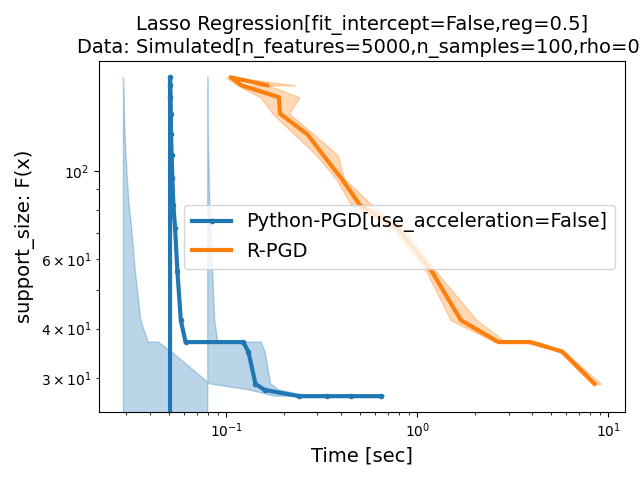 Lasso Regression[fit_intercept=False,reg=0.5]
Data: Simulated[n_features=5000,n_samples=100,rho=0
support_size: F(x)
10²
6 × 10¹
4 × 10¹
3 × 10¹
Python-PGD[use_acceleration=False]
R-PGD
10⁻¹
10⁰
10¹
Time [sec]